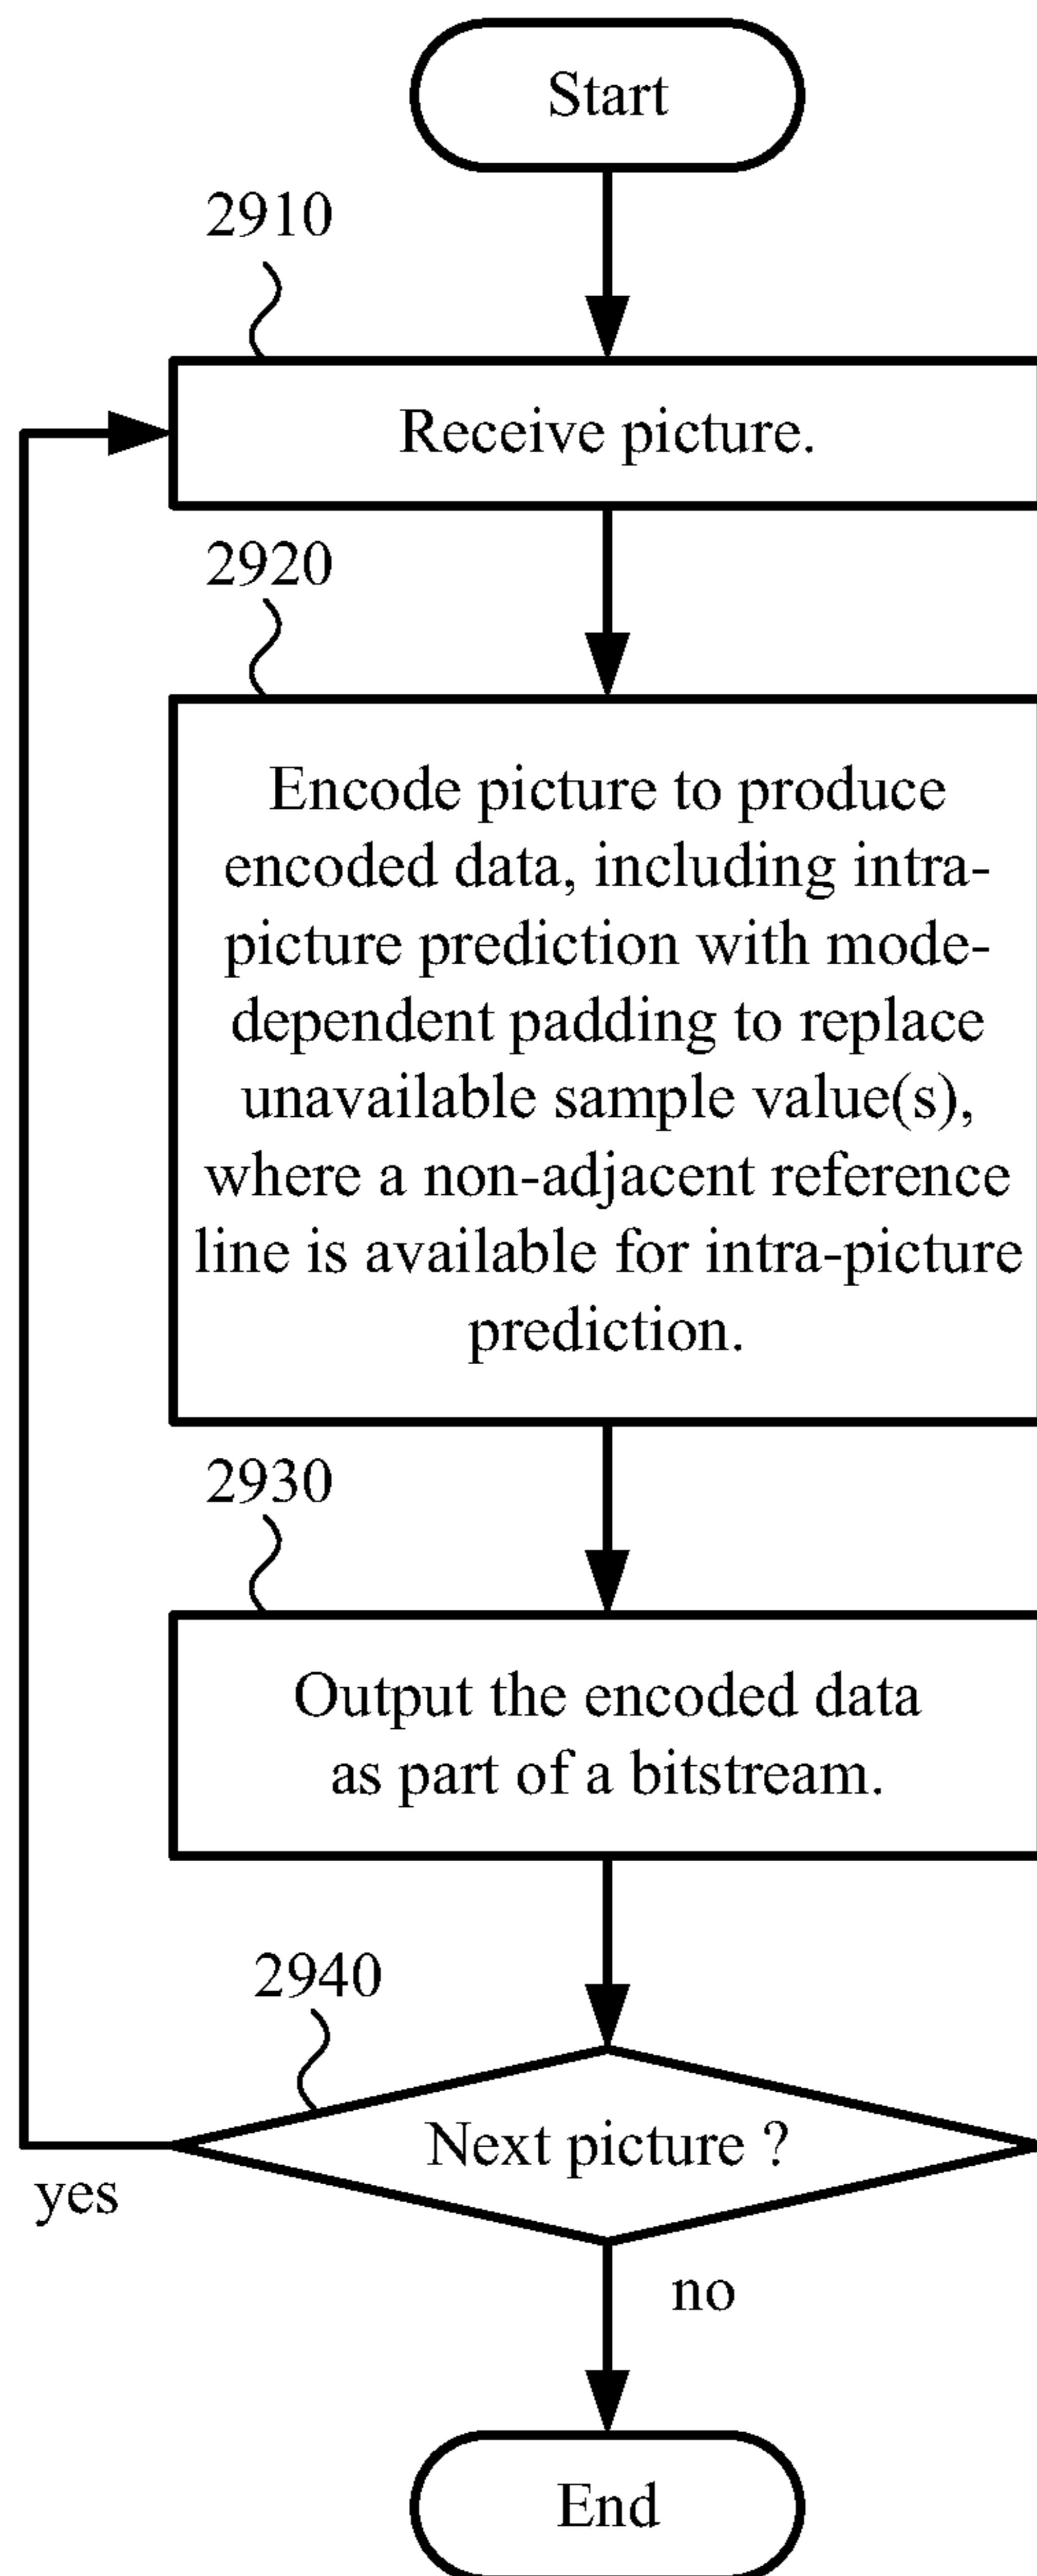 Start
2910
Receive picture.
2920
Encode picture to produce
encoded data, including intra-
picture prediction with mode-
dependent padding to replace
unavailable sample value(s),
where a non-adjacent reference
line is available for intra-picture
prediction.
2930
Output the encoded data
as part of a bitstream.
2940
Next picture ?
yes
no
End